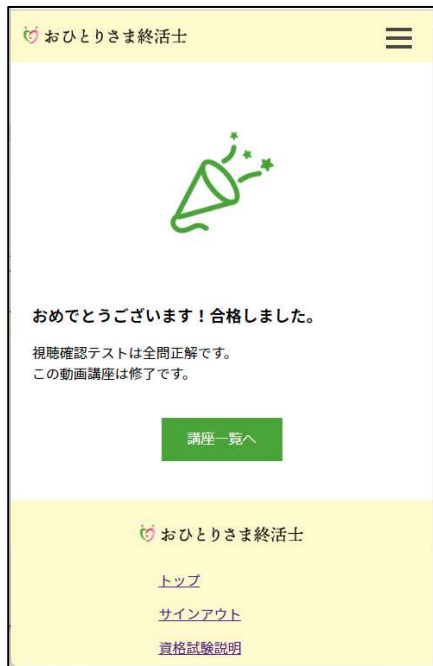 おひとりさま終活士
おめでとうございます！合格しました。
視聴確認テストは全問正解です。
この動画講座は修了です。
講座一覧へ
おひとりさま終活士
トップ
サインアウト
資格試験説明